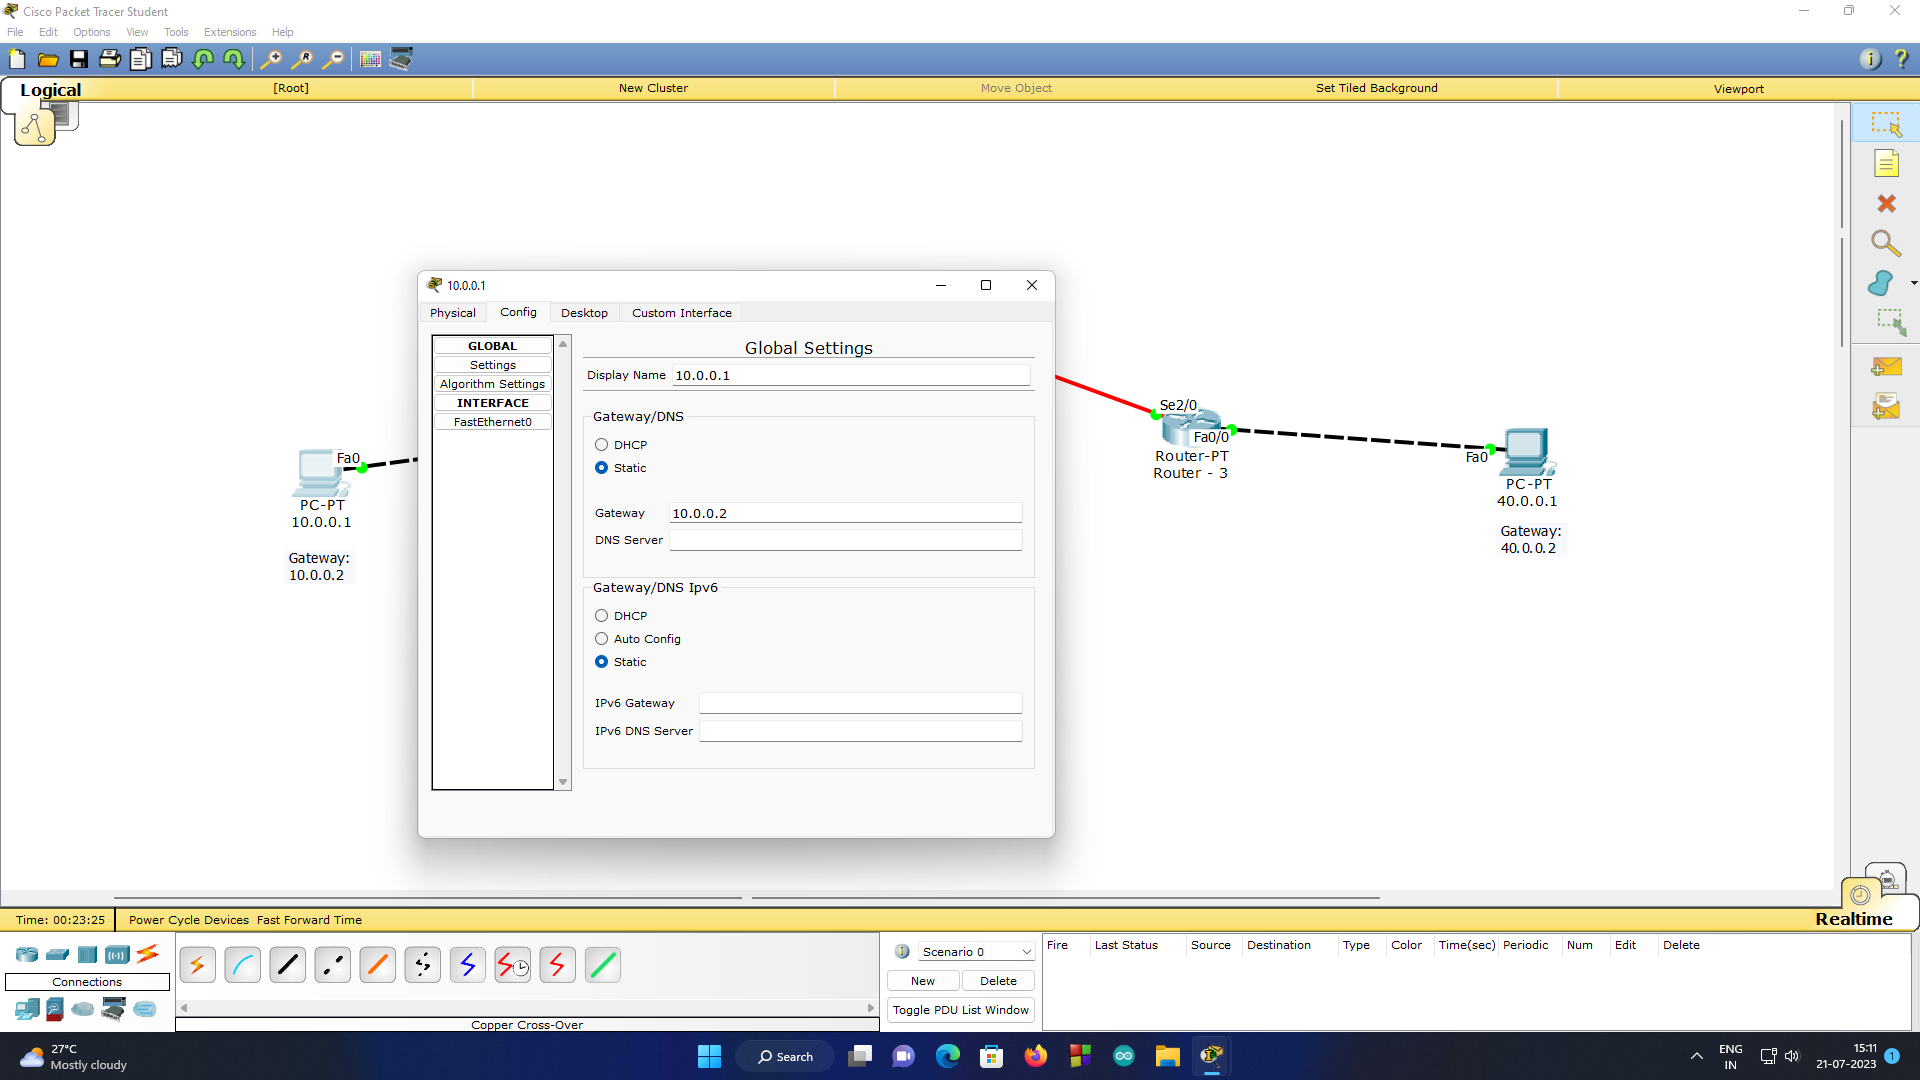 Cisco Packet Tracer Student
File Edit Options View Tools Extensions Help
Logical [Root] New Cluster Move Object Set Tiled Background Viewport
10.0.0.1
Physical Config Desktop Custom Interface
GLOBAL
Settings
Algorithm Settings
INTERFACE
FastEthernet0
Global Settings
Display Name 10.0.0.1
Gateway/DNS
DHCP
Static
Gateway 10.0.0.2
DNS Server
Gateway/DNS Ipv6
DHCP
Auto Config
Static
IPv6 Gateway
IPv6 DNS Server
Fa0
PC-PT
10.0.0.1
Gateway:
10.0.0.2
Se2/0
Fa0/0
Router-PT
Router - 3
Fa0
PC-PT
40.0.0.1
Gateway:
40.0.0.2
Time: 00:23:25 Power Cycle Devices Fast Forward Time
Realtime
Connections
Copper Cross-Over
Scenario 0
New Delete
Toggle PDU List Window
Fire Last Status Source Destination Type Color Time(sec) Periodic Num Edit Delete
27°C
Mostly cloudy
Search
ENG
IN
15:11
21-07-2023
1